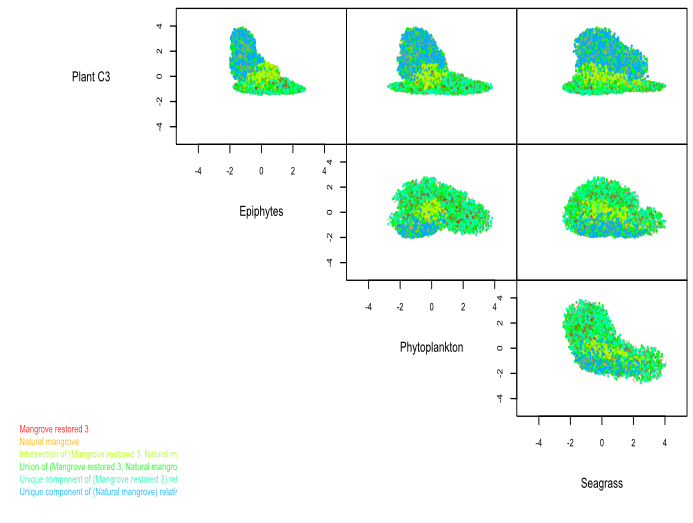 4
2
0
-2
-4
Plant C3
-4 -2 0 2 4
4
2
0
-2
-4
Epiphytes
-4 -2 0 2 4
4
2
0
-2
-4
Phytoplankton
-4 -2 0 2 4
Seagrass
Mangrove restored 3
Natural mangrove
Intersection of (Mangrove restored 3, Natural m
Union of (Mangrove restored 3, Natural mangro
Unique component of (Mangrove restored 3) rel
Unique component of (Natural mangrove) relati